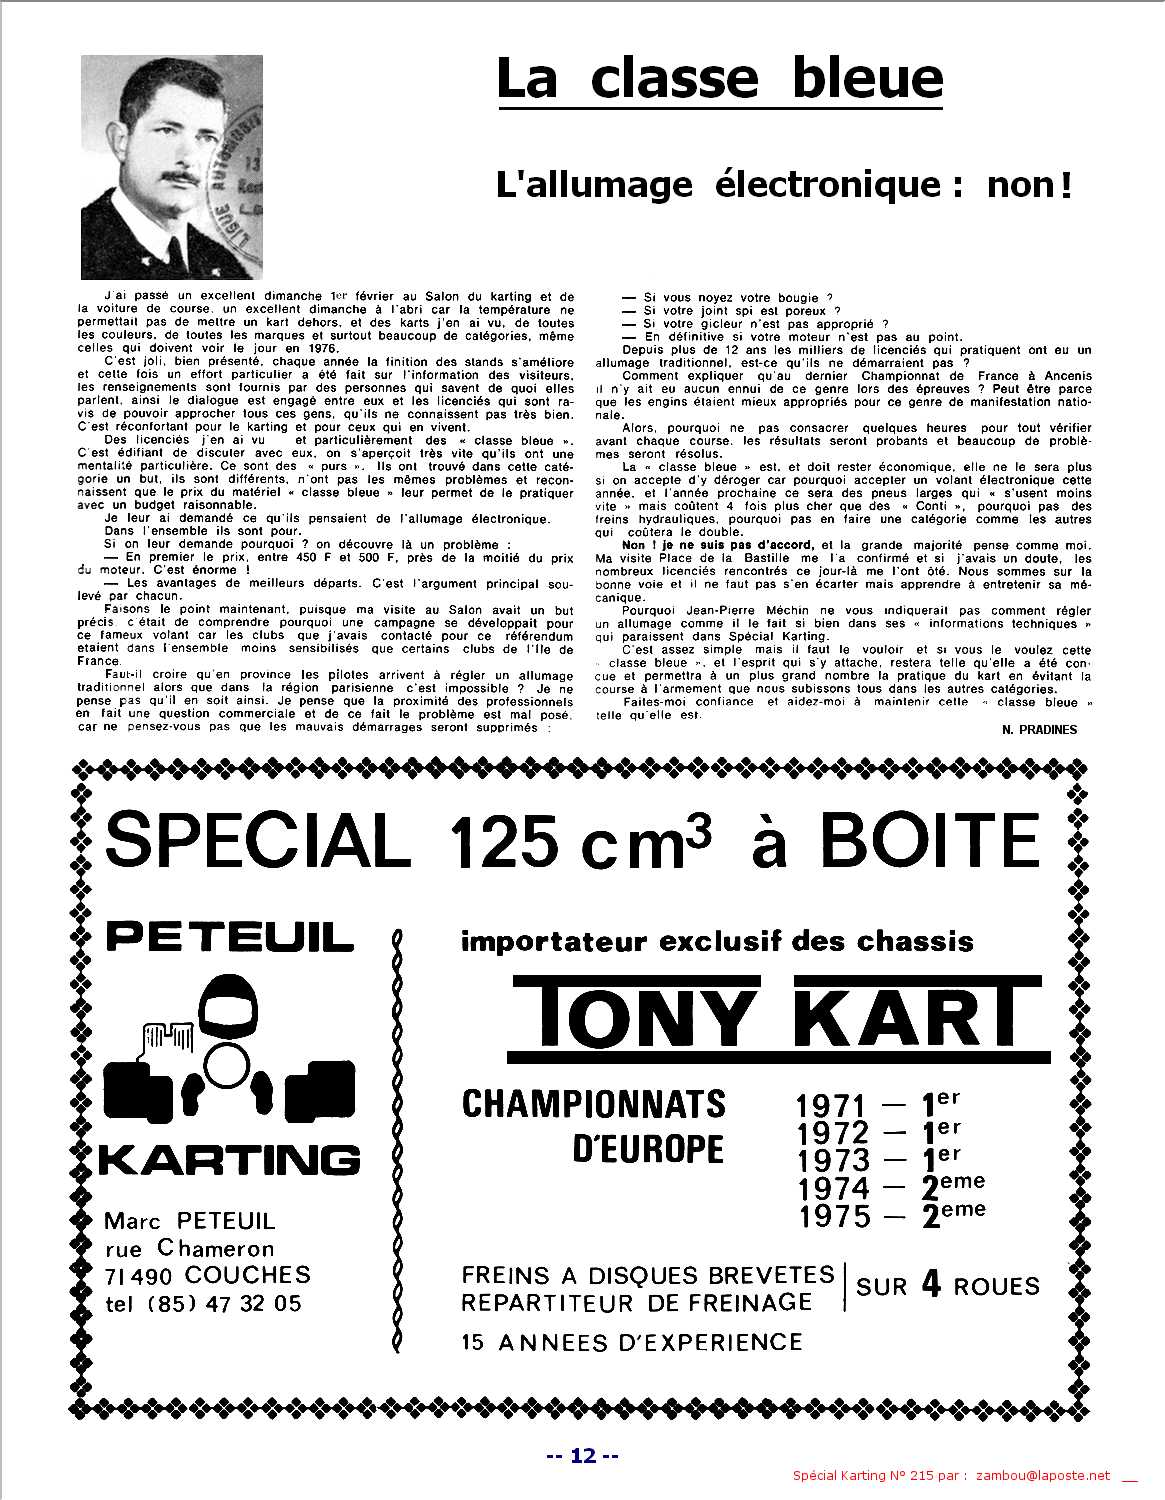 La classe bleue
L'allumage électronique : non !
AUTOMOBILE
LIGUE
J'ai passé un excellent dimanche 1er février au Salon du karting et de
la voiture de course, un excellent dimanche à l'abri car la température ne
permettait pas de mettre un kart dehors, et des karts j'en ai vu, de toutes
les couleurs, de toutes les marques et surtout beaucoup de catégories, même
celles qui doivent voir le jour en 1976.
C'est joli, bien présenté, chaque année la finition des stands s'améliore
et cette fois un effort particulier a été fait sur l'information des visiteurs,
les renseignements sont fournis par des personnes qui savent de quoi elles
parlent, ainsi le dialogue est engagé entre eux et les licenciés qui sont ra-
vis de pouvoir approcher tous ces gens, qu'ils ne connaissent pas très bien.
C'est réconfortant pour le karting et pour ceux qui en vivent.
Des licenciés j'en ai vu et particulièrement des « classe bleue ».
C'est édifiant de discuter avec eux, on s'aperçoit très vite qu'ils ont une
mentalité particulière. Ce sont des « purs ». Ils ont trouvé dans cette caté-
gorie un but, ils sont différents, n'ont pas les mêmes problèmes et recon-
naissent que le prix du matériel « classe bleue » leur permet de le pratiquer
avec un budget raisonnable.
Je leur ai demandé ce qu'ils pensaient de l'allumage électronique.
Dans l'ensemble ils sont pour.
Si on leur demande pourquoi ? on découvre là un problème :
— En premier le prix, entre 450 F et 500 F, près de la moitié du prix
du moteur. C'est énorme !
— Les avantages de meilleurs départs. C'est l'argument principal sou-
levé par chacun.
Faisons le point maintenant, puisque ma visite au Salon avait un but
précis c'était de comprendre pourquoi une campagne se développait pour
ce fameux volant car les clubs que j'avais contacté pour ce référendum
etaient dans l'ensemble moins sensibilisés que certains clubs de l'Ile de
France.
Faut-il croire qu'en province les pilotes arrivent à régler un allumage
traditionnel alors que dans la région parisienne c'est impossible ? Je ne
pense pas qu'il en soit ainsi. Je pense que la proximité des professionnels
en fait une question commerciale et de ce fait le problème est mal posé,
car ne pensez-vous pas que les mauvais démarrages seront supprimés :
— Si vous noyez votre bougie ?
— Si votre joint spi est poreux ?
— Si votre gicleur n'est pas approprié ?
— En définitive si votre moteur n'est pas au point.
Depuis plus de 12 ans les milliers de licenciés qui pratiquent ont eu un
allumage traditionnel, est-ce qu'ils ne démarraient pas ?
Comment expliquer qu'au dernier Championnat de France à Ancenis
il n'y ait eu aucun ennui de ce genre lors des épreuves ? Peut être parce
que les engins étaient mieux appropriés pour ce genre de manifestation natio-
nale.
Alors, pourquoi ne pas consacrer quelques heures pour tout vérifier
avant chaque course, les résultats seront probants et beaucoup de problè-
mes seront résolus.
La « classe bleue » est, et doit rester économique, elle ne le sera plus
si on accepte d'y déroger car pourquoi accepter un volant électronique cette
année, et l'année prochaine ce sera des pneus larges qui « s'usent moins
vite » mais coûtent 4 fois plus cher que des « Conti », pourquoi pas des
freins hydrauliques, pourquoi pas en faire une catégorie comme les autres
qui coûtera le double.
Non ! je ne suis pas d'accord, et la grande majorité pense comme moi.
Ma visite Place de la Bastille me l'a confirmé et si j'avais un doute, les
nombreux licenciés rencontrés ce jour-là me l'ont ôté. Nous sommes sur la
bonne voie et il ne faut pas s'en écarter mais apprendre à entretenir sa mé-
canique.
Pourquoi Jean-Pierre Méchin ne vous indiquerait pas comment régler
un allumage comme il le fait si bien dans ses « informations techniques »
qui paraissent dans Spécial Karting.
C'est assez simple mais il faut le vouloir et si vous le voulez cette
« classe bleue », et l'esprit qui s'y attache, restera telle qu'elle a été con-
cue et permettra à un plus grand nombre la pratique du kart en évitant la
course à l'armement que nous subissons tous dans les autres catégories.
Faites-moi confiance et aidez-moi à maintenir cette « classe bleue »
telle qu'elle est.
N. PRADINES
SPECIAL 125 cm3 à BOITE
PETEUIL
KARTING
Marc PETEUIL
rue Chameron
71490 COUCHES
tel (85) 47 32 05
importateur exclusif des chassis
TONY KART
CHAMPIONNATS
D'EUROPE
1971 — 1er
1972 — 1er
1973 — 1er
1974 — 2eme
1975 — 2eme
FREINS A DISQUES BREVETES
REPARTITEUR DE FREINAGE
SUR 4 ROUES
15 ANNEES D'EXPERIENCE
-- 12 --
Spécial Karting N° 215 par : zambou@laposte.net __